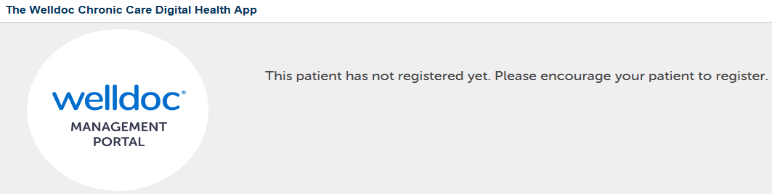 The Welldoc Chronic Care Digital Health App
This patient has not registered yet. Please encourage your patient to register.
welldoc®
MANAGEMENT
PORTAL